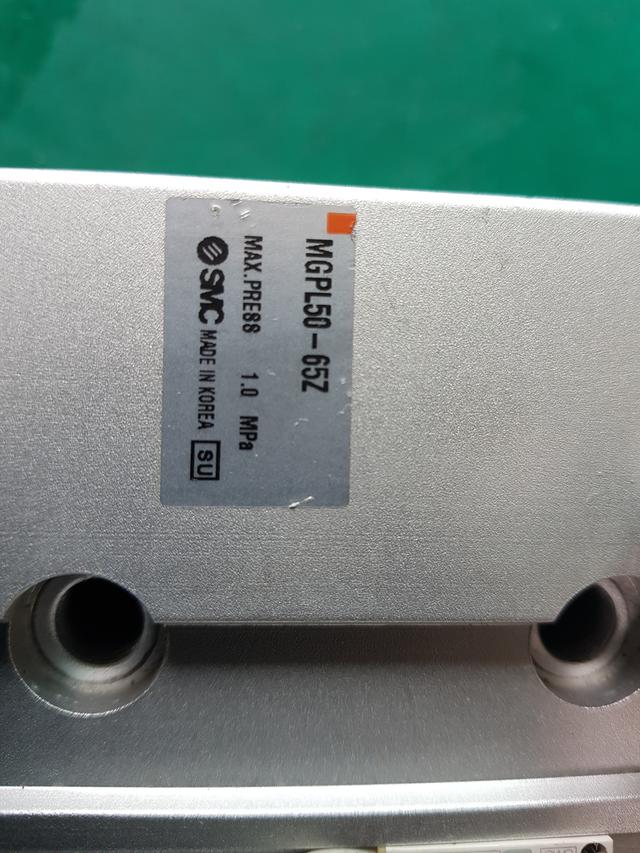 MGPL50-65Z
MAX.PRESS 1.0 MPa
SMC MADE IN KOREA SU